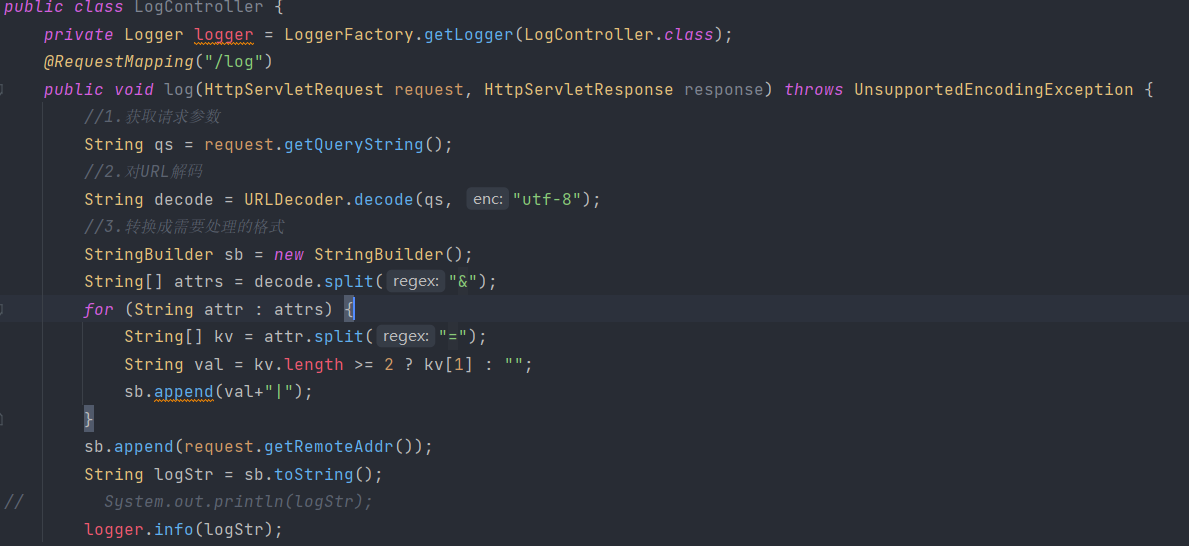 public class LogController {
private Logger logger = LoggerFactory.getLogger(LogController.class);
@RequestMapping("/log")
public void log(HttpServletRequest request, HttpServletResponse response) throws UnsupportedEncodingException {
//1.获取请求参数
String qs = request.getQueryString();
//2.对URL解码
String decode = URLDecoder.decode(qs, enc: "utf-8");
//3.转换成需要处理的格式
StringBuilder sb = new StringBuilder();
String[] attrs = decode.split( regex: "&");
for (String attr : attrs) {
String[] kv = attr.split( regex: "=");
String val = kv.length >= 2 ? kv[1] : "";
sb.append(val+"|");
}
sb.append(request.getRemoteAddr());
String logStr = sb.toString();
// System.out.println(logStr);
logger.info(logStr);